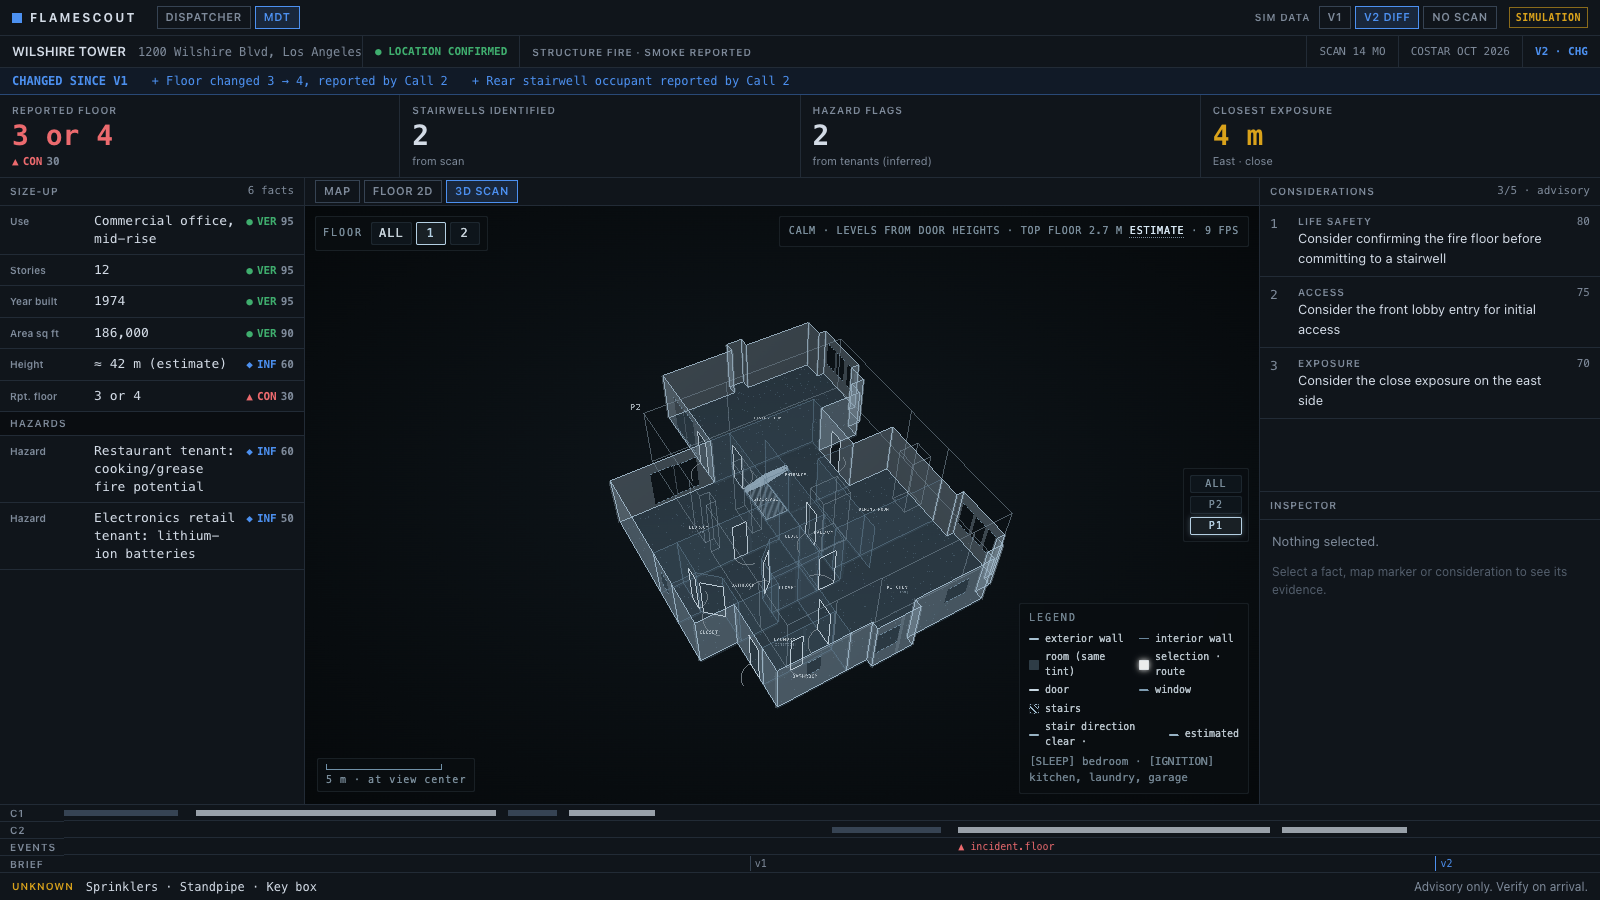 FLAMESCOUT
DISPATCHER
MDT
SIM DATA
V1
V2 DIFF
NO SCAN
SIMULATION
WILSHIRE TOWER
1200 Wilshire Blvd, Los Angeles
● LOCATION CONFIRMED
STRUCTURE FIRE · SMOKE REPORTED
SCAN 14 MO
COSTAR OCT 2026
V2 · CHG
CHANGED SINCE V1
+ Floor changed 3 → 4, reported by Call 2
+ Rear stairwell occupant reported by Call 2
REPORTED FLOOR
3 or 4
▲ CON 30
STAIRWELLS IDENTIFIED
2
from scan
HAZARD FLAGS
2
from tenants (inferred)
CLOSEST EXPOSURE
4 m
East · close
SIZE-UP
6 facts
Use
Commercial office,
mid-rise
● VER 95
Stories
12
● VER 95
Year built
1974
● VER 95
Area sq ft
186,000
● VER 90
Height
≈ 42 m (estimate)
◆ INF 60
Rpt. floor
3 or 4
▲ CON 30
HAZARDS
Hazard
Restaurant tenant:
cooking/grease
fire potential
◆ INF 60
Hazard
Electronics retail
tenant: lithium-
ion batteries
◆ INF 50
MAP
FLOOR 2D
3D SCAN
FLOOR
ALL
1
2
CALM · LEVELS FROM DOOR HEIGHTS · TOP FLOOR 2.7 M ESTIMATE · 9 FPS
P2
ALL
P2
P1
LEGEND
exterior wall
interior wall
room (same
tint)
selection ·
route
door
window
stairs
stair direction
clear ·
estimated
[SLEEP] bedroom · [IGNITION]
kitchen, laundry, garage
5 m · at view center
CONSIDERATIONS
3/5 · advisory
1
LIFE SAFETY
80
Consider confirming the fire floor before
committing to a stairwell
2
ACCESS
75
Consider the front lobby entry for initial
access
3
EXPOSURE
70
Consider the close exposure on the east
side
INSPECTOR
Nothing selected.
Select a fact, map marker or consideration to see its
evidence.
C1
C2
EVENTS
▲ incident.floor
BRIEF
v1
v2
UNKNOWN
Sprinklers · Standpipe · Key box
Advisory only. Verify on arrival.